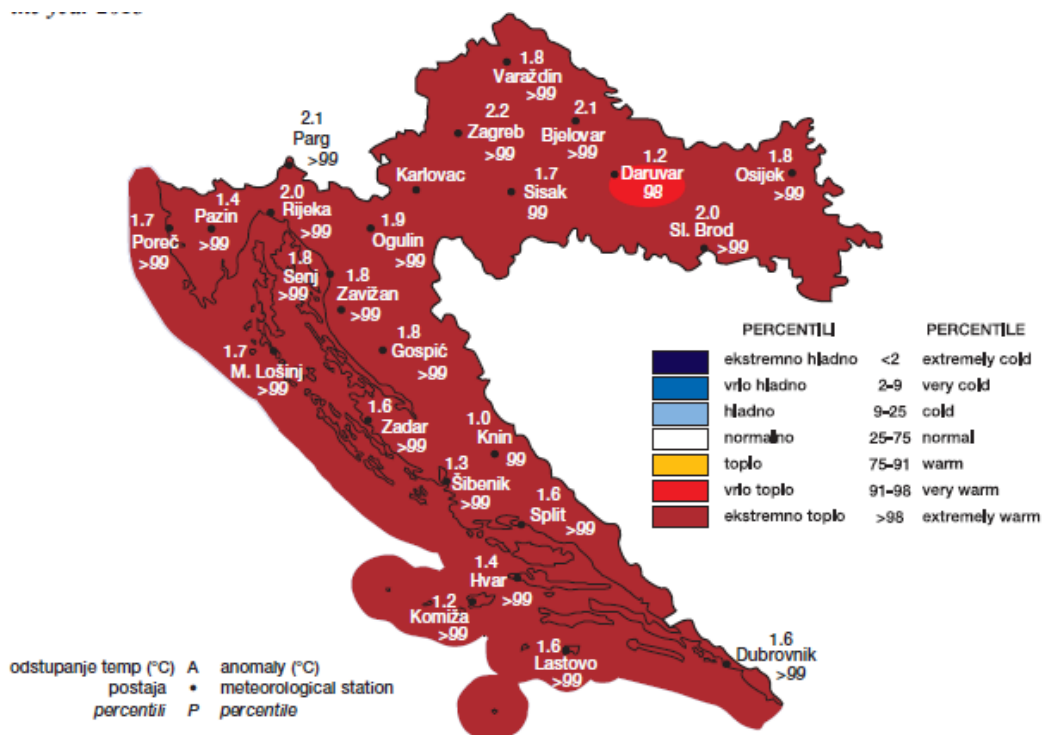 1.8
Varaždin
>99
2.2
Zagreb
>99
2.1
Bjelovar
>99
2.1
Parg
>99
Karlovac
1.7
Sisak
99
1.2
Daruvar
98
1.8
Osijek
>99
2.0
Sl. Brod
>99
1.7
Poreč
>99
1.4
Pazin
>99
2.0
Rijeka
>99
1.9
Ogulin
>99
1.8
Senj
>99
1.8
Zavižan
>99
1.8
Gospić
>99
1.7
M. Lošinj
>99
1.6
Zadar
>99
1.0
Knin
99
1.3
Šibenik
>99
1.6
Split
>99
1.4
Hvar
>99
1.2
Komiža
>99
1.6
Lastovo
>99
1.6
Dubrovnik
>99
PERCENTILI PERCENTILE
ekstremno hladno <2 extremely cold
vrlo hladno 2–9 very cold
hladno 9–25 cold
normalno 25–75 normal
toplo 75–91 warm
vrlo toplo 91–98 very warm
ekstremno toplo >98 extremely warm
odstupanje temp (°C) A anomaly (°C)
postaja • meteorological station
percentili P percentile